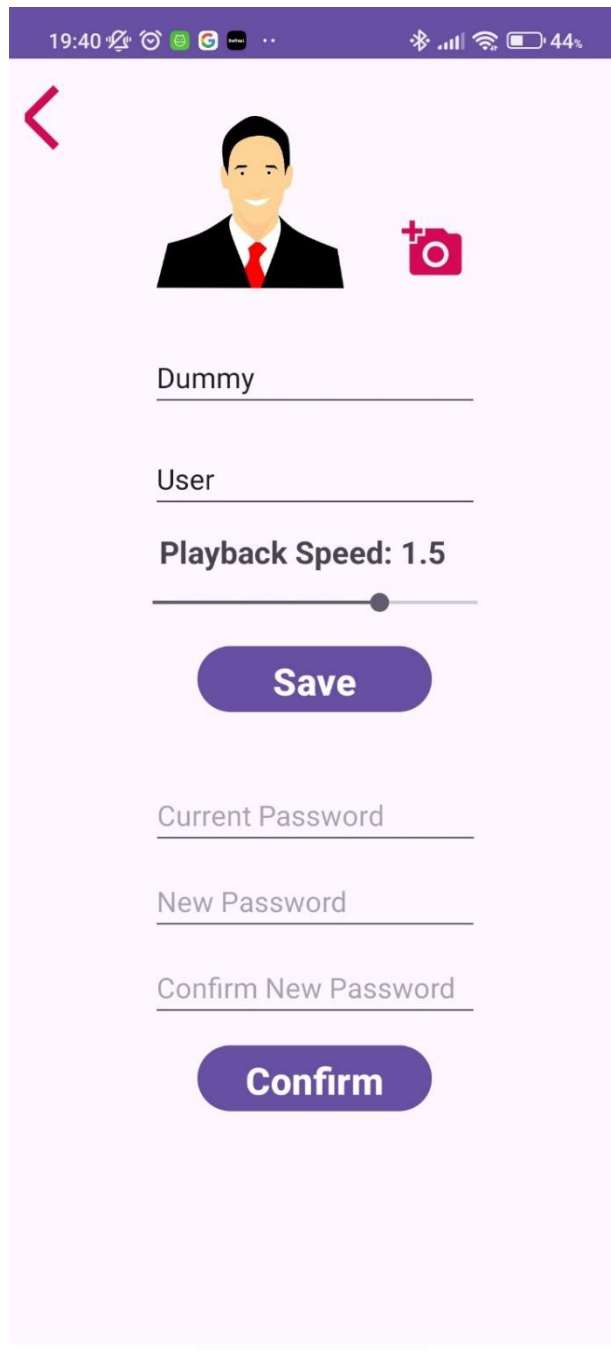 19:40 44%
Dummy
User
Playback Speed: 1.5
Save
Current Password
New Password
Confirm New Password
Confirm